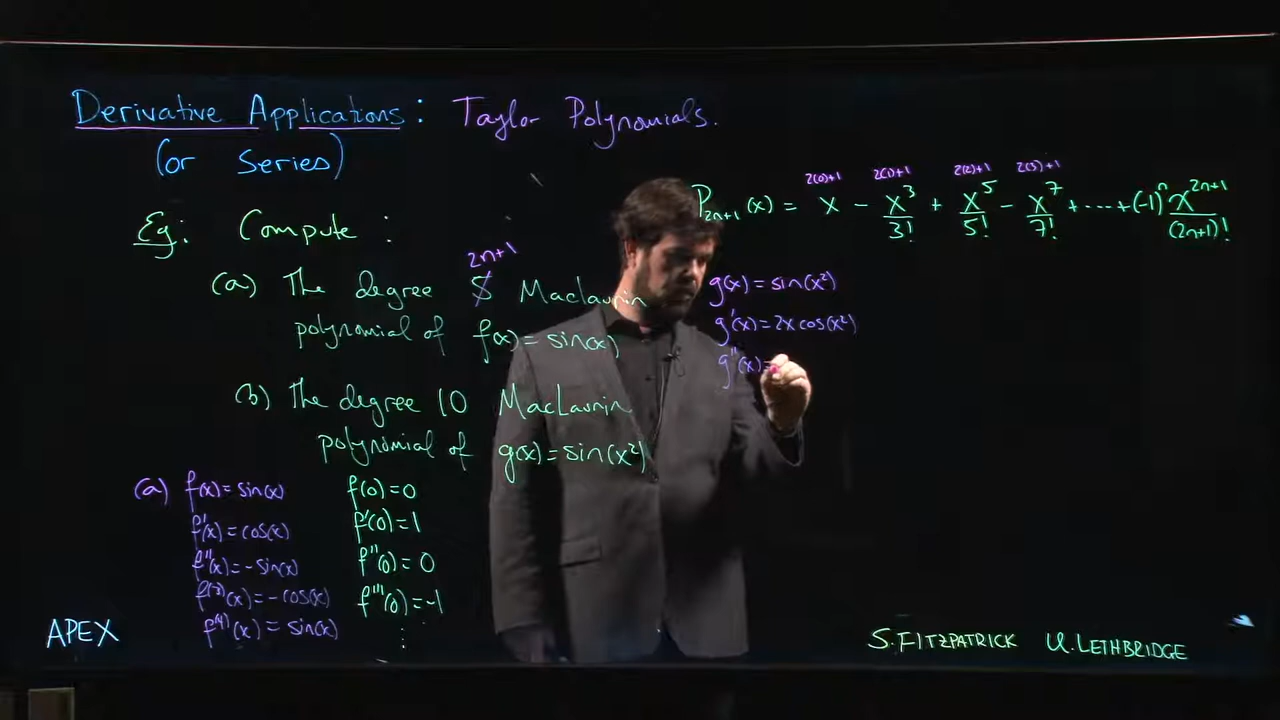 Derivative Applications: Taylor Polynomials.
(or Series)
Eg: Compute:
(a) The degree 5 2n+1 Maclaurin
polynomial of f(x)=sin(x)
(b) The degree 10 MacLaurin
polynomial of g(x)=sin(x²)
(a) f(x)=sin(x) f(0)=0
f'(x)=cos(x) f'(0)=1
f''(x)=-sin(x) f''(0)=0
f⁽³⁾(x)=-cos(x) f'''(0)=-1
f⁽⁴⁾(x)=sin(x) ⋮
2(0)+1 2(1)+1 2(2)+1 2(3)+1
P₂ₙ₊₁(x) = x - x³/3! + x⁵/5! - x⁷/7! + ... + (-1)ⁿ x²ⁿ⁺¹/(2n+1)!
g(x)=sin(x²)
g'(x)=2x cos(x²)
g''(x)=
APEX
S.FITZPATRICK U.LETHBRIDGE